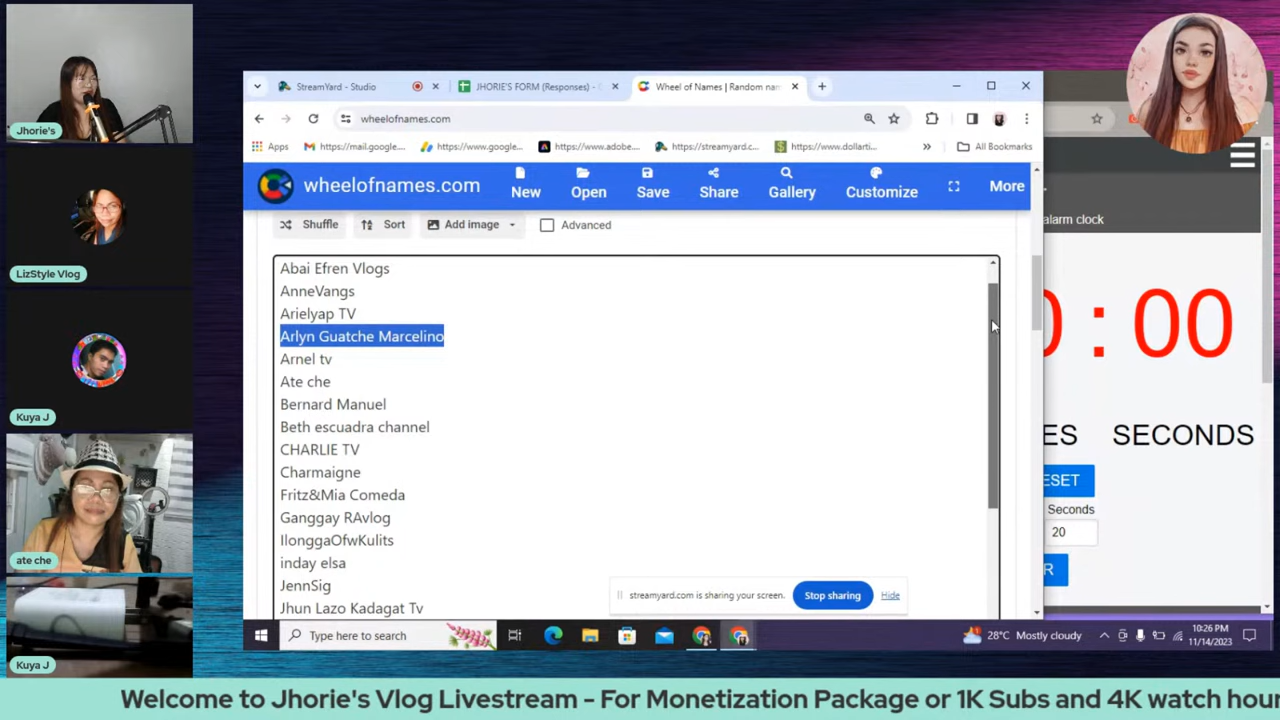 Jhorie's
LizStyle Vlog
Kuya J
ate che
Kuya J
StreamYard - Studio
JHORIE'S FORM (Responses) -
Wheel of Names | Random nam
wheelofnames.com
Apps
https://mail.google....
https://www.google...
https://www.adobe....
https://streamyard.c...
https://www.dollarti...
All Bookmarks
wheelofnames.com
New
Open
Save
Share
Gallery
Customize
More
Shuffle
Sort
Add image
Advanced
Abai Efren Vlogs
AnneVangs
Arielyap TV
Arlyn Guatche Marcelino
Arnel tv
Ate che
Bernard Manuel
Beth escuadra channel
CHARLIE TV
Charmaigne
Fritz&Mia Comeda
Ganggay RAvlog
IlonggaOfwKulits
inday elsa
JennSig
Jhun Lazo Kadagat Tv
streamyard.com is sharing your screen.
Stop sharing
Hide
alarm clock
0:00
ES SECONDS
ESET
Seconds
20
R
Type here to search
28°C Mostly cloudy
10:26 PM
11/14/2023
Welcome to Jhorie's Vlog Livestream - For Monetization Package or 1K Subs and 4K watch hour